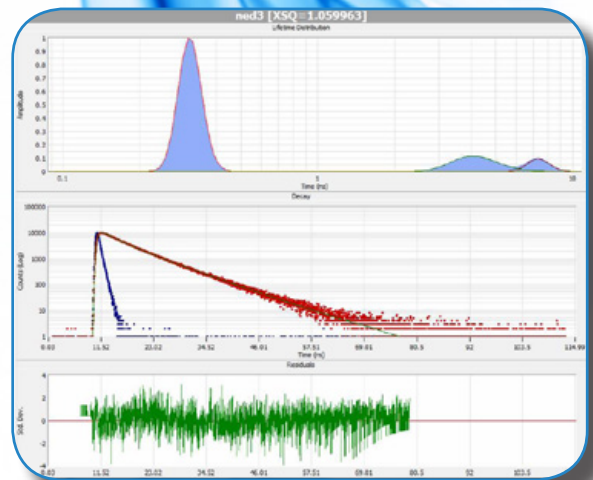 ned3 [XSQ=1.059963]
Lifetime Distribution
Amplitude
1
0.9
0.8
0.7
0.6
0.5
0.4
0.3
0.2
0.1
0
0.1 1 10
Time (ns)
Decay
Counts (Log)
100000
10000
1000
100
10
1
0.03 11.52 23.02 34.52 46.01 57.51 69.01 80.5 92 103.5 114.99
Time (ns)
Residuals
Std. Dev.
4
2
0
-2
-4
0.03 11.52 23.02 34.52 46.01 57.51 69.01 80.5 92 103.5